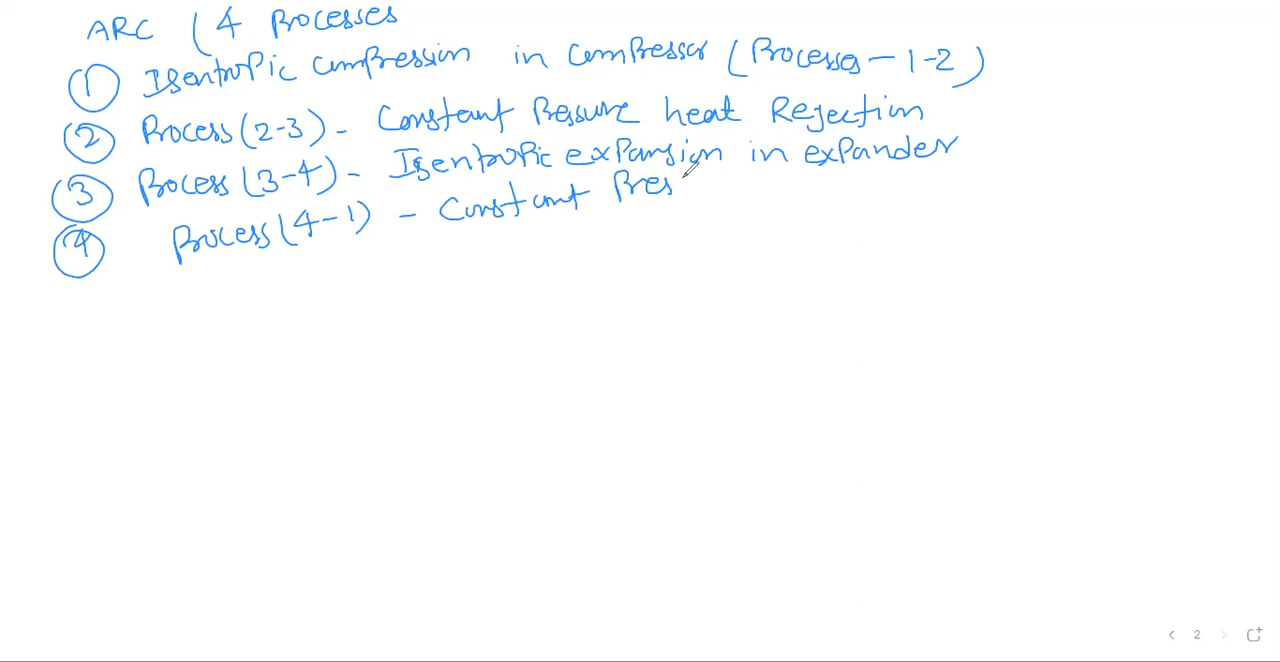 ARC (4 Processes
① Isentropic compression in compressor (Process - 1-2)
② Process (2-3) - Constant Pressure heat Rejection
③ Process (3-4) - Isentropic expansion in expander
④ Process (4-1) - Constant Pres
2